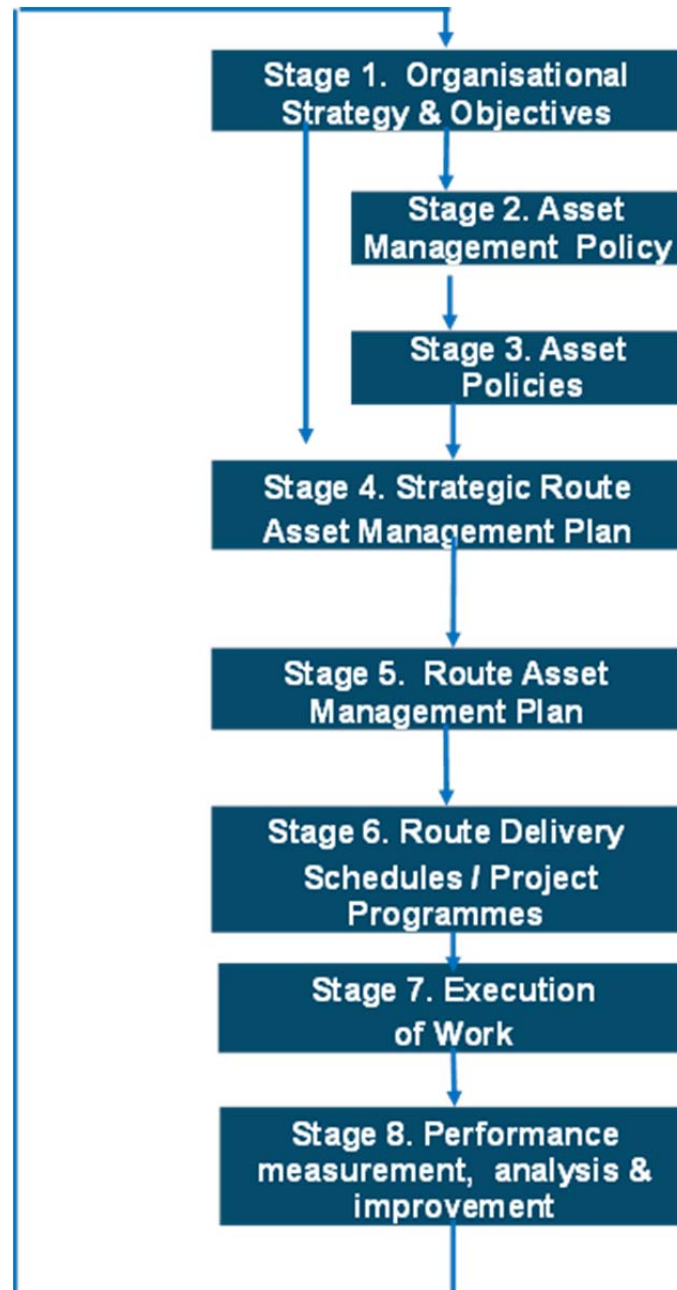 Stage 1. Organisational
Strategy & Objectives
Stage 2. Asset
Management Policy
Stage 3. Asset
Policies
Stage 4. Strategic Route
Asset Management Plan
Stage 5. Route Asset
Management Plan
Stage 6. Route Delivery
Schedules / Project
Programmes
Stage 7. Execution
of Work
Stage 8. Performance
measurement, analysis &
improvement